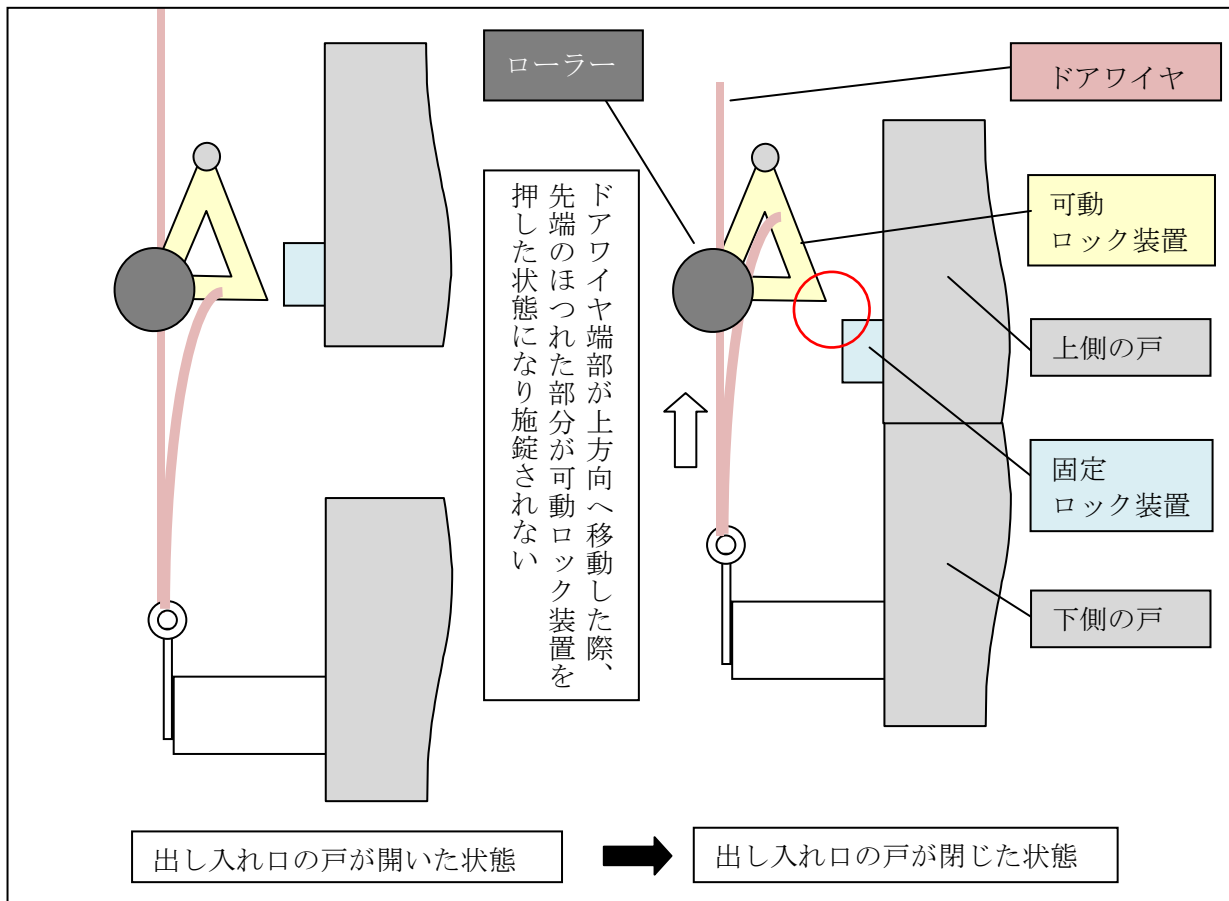 ローラー
ドアワイヤ
ドアワイヤ端部が上方向へ移動した際、
先端のほつれた部分が可動ロック装置を
押した状態になり施錠されない
可動
ロック装置
上側の戸
固定
ロック装置
下側の戸
出し入れ口の戸が開いた状態
出し入れ口の戸が閉じた状態